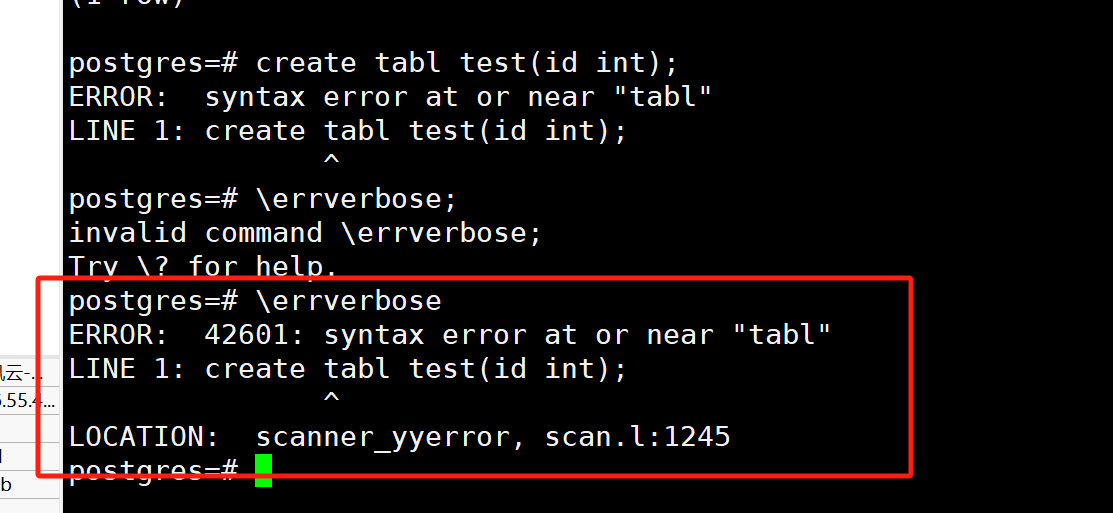 (1 row)
postgres=# create tabl test(id int);
ERROR:  syntax error at or near "tabl"
LINE 1: create tabl test(id int);
               ^
postgres=# \errverbose;
invalid command \errverbose;
Try \? for help.
postgres=# \errverbose
ERROR:  42601: syntax error at or near "tabl"
LINE 1: create tabl test(id int);
               ^
LOCATION:  scanner_yyerror, scan.l:1245
postgres=#
云-...
.55.4...
b